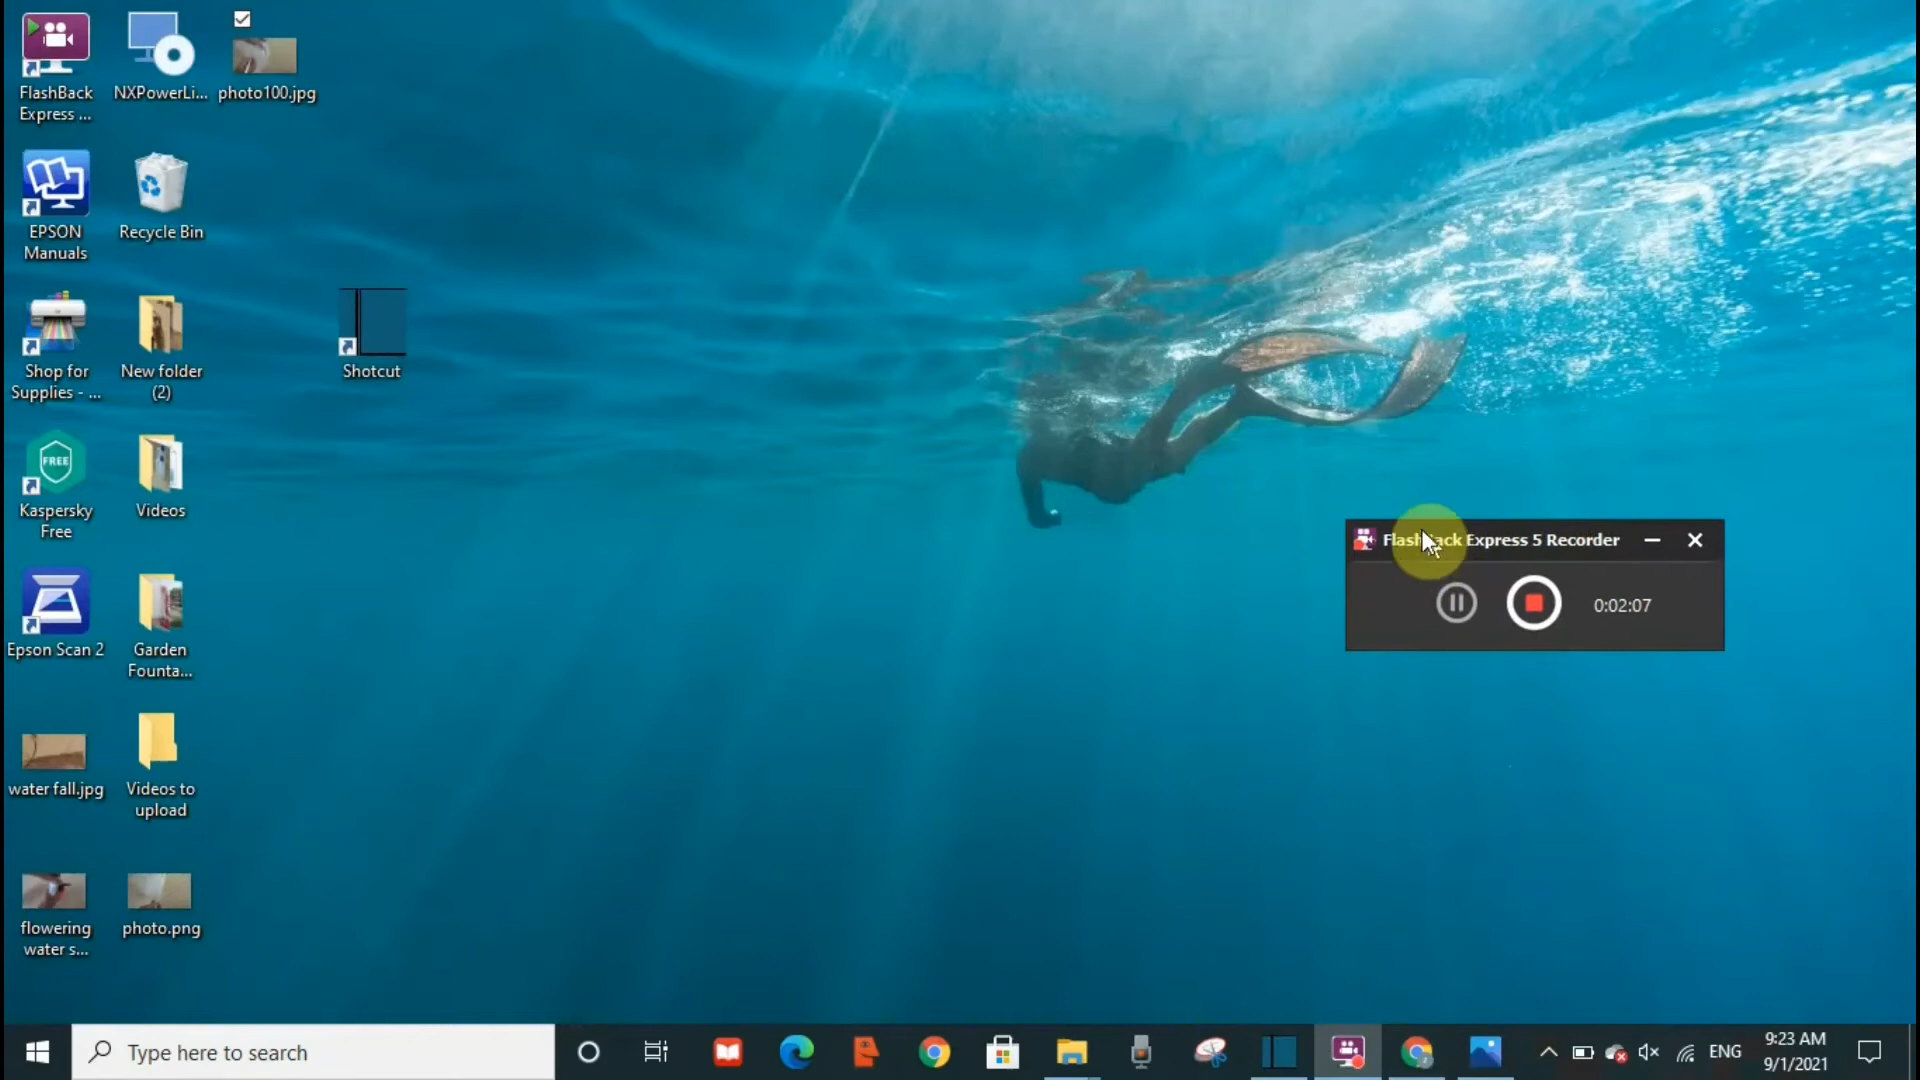 FlashBack
Express ...
NXPowerLi...
photo100.jpg
EPSON
Manuals
Recycle Bin
Shop for
Supplies - ...
New folder
(2)
Shotcut
FREE
Kaspersky
Free
Videos
Epson Scan 2
Garden
Founta...
water fall.jpg
Videos to
upload
flowering
water s...
photo.png
FlashBack Express 5 Recorder
0:02:07
Type here to search
ENG
9:23 AM
9/1/2021